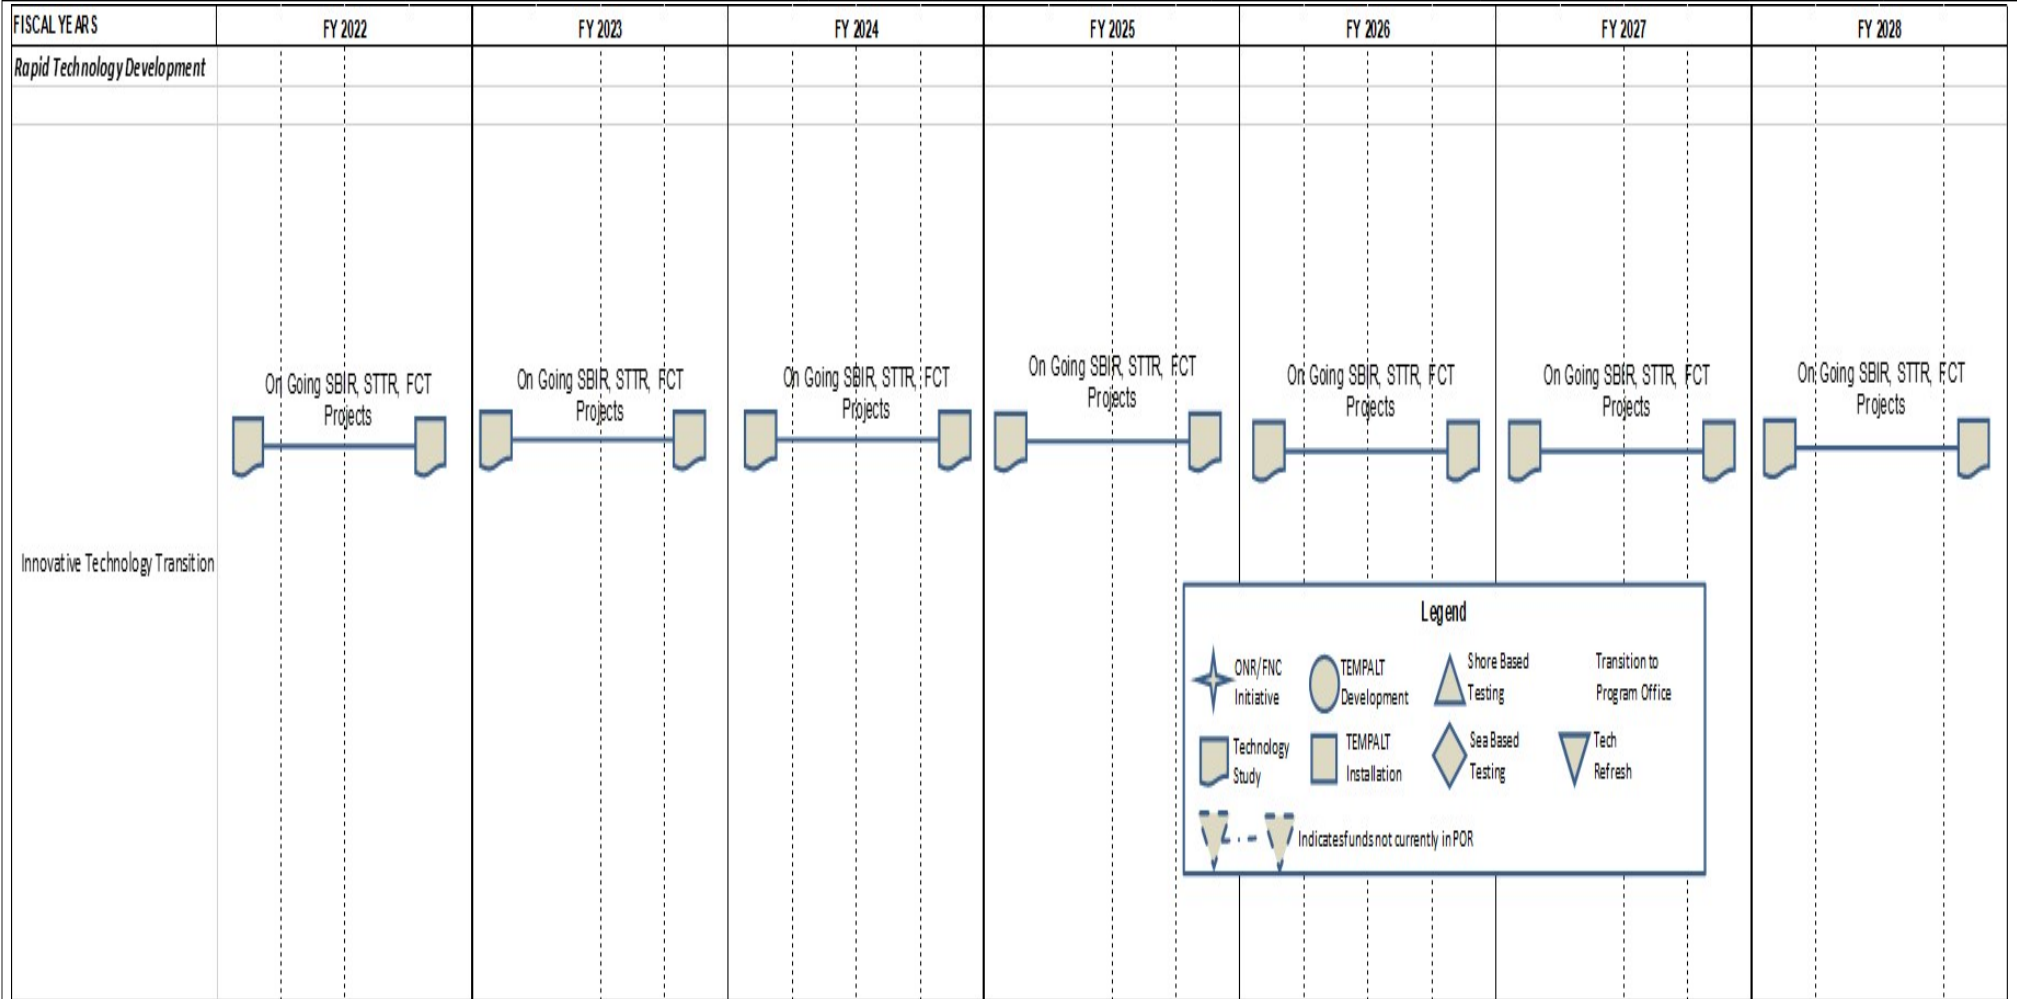 FISCAL YEARS FY 2022 FY 2023 FY 2024 FY 2025 FY 2026 FY 2027 FY 2028
Rapid Technology Development
On Going SBIR, STTR, FCT
Projects
On Going SBIR, STTR, FCT
Projects
On Going SBIR, STTR, FCT
Projects
On Going SBIR, STTR, FCT
Projects
On Going SBIR, STTR, FCT
Projects
On Going SBIR, STTR, FCT
Projects
On Going SBIR, STTR, FCT
Projects
Innovative Technology Transition
Legend
ONR/FNC
Initiative
TEMPALT
Development
Shore Based
Testing
Transition to
Program Office
Technology
Study
TEMPALT
Installation
Sea Based
Testing
Tech
Refresh
Indicates funds not currently in POR